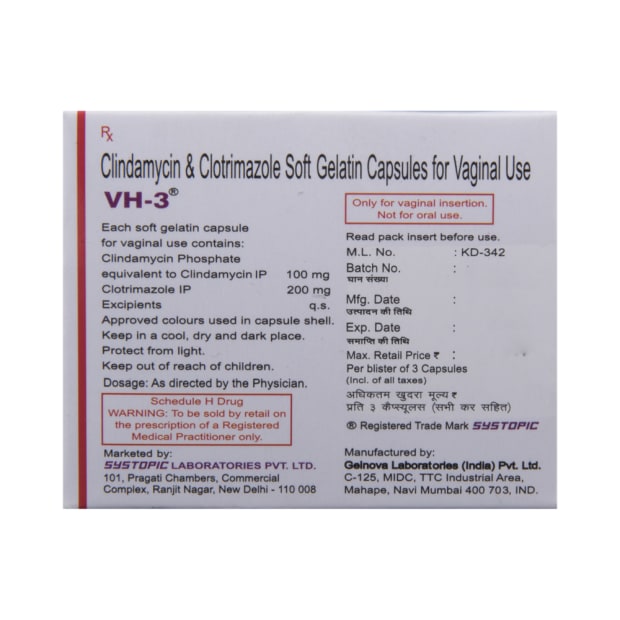 Rx
Clindamycin & Clotrimazole Soft Gelatin Capsules for Vaginal Use
VH-3®
Only for vaginal insertion.
Not for oral use.
Each soft gelatin capsule
for vaginal use contains:
Clindamycin Phosphate
equivalent to Clindamycin IP 100 mg
Clotrimazole IP 200 mg
Excipients q.s.
Approved colours used in capsule shell.
Keep in a cool, dry and dark place.
Protect from light.
Keep out of reach of children.
Dosage: As directed by the Physician.
Schedule H Drug
WARNING: To be sold by retail on
the prescription of a Registered
Medical Practitioner only.
Marketed by:
SYSTOPIC LABORATORIES PVT. LTD.
101, Pragati Chambers, Commercial
Complex, Ranjit Nagar, New Delhi - 110 008
Read pack insert before use.
M.L. No. : KD-342
Batch No. :
घान संख्या
Mfg. Date :
उत्पादन की तिथि
Exp. Date :
समाप्ति की तिथि
Max. Retail Price ₹ :
Per blister of 3 Capsules
(Incl. of all taxes)
अधिकतम खुदरा मूल्य ₹
प्रति ३ कैप्स्यूलस (सभी कर सहित)
® Registered Trade Mark SYSTOPIC
Manufactured by:
Gelnova Laboratories (India) Pvt. Ltd.
C-125, MIDC, TTC Industrial Area,
Mahape, Navi Mumbai 400 703, IND.